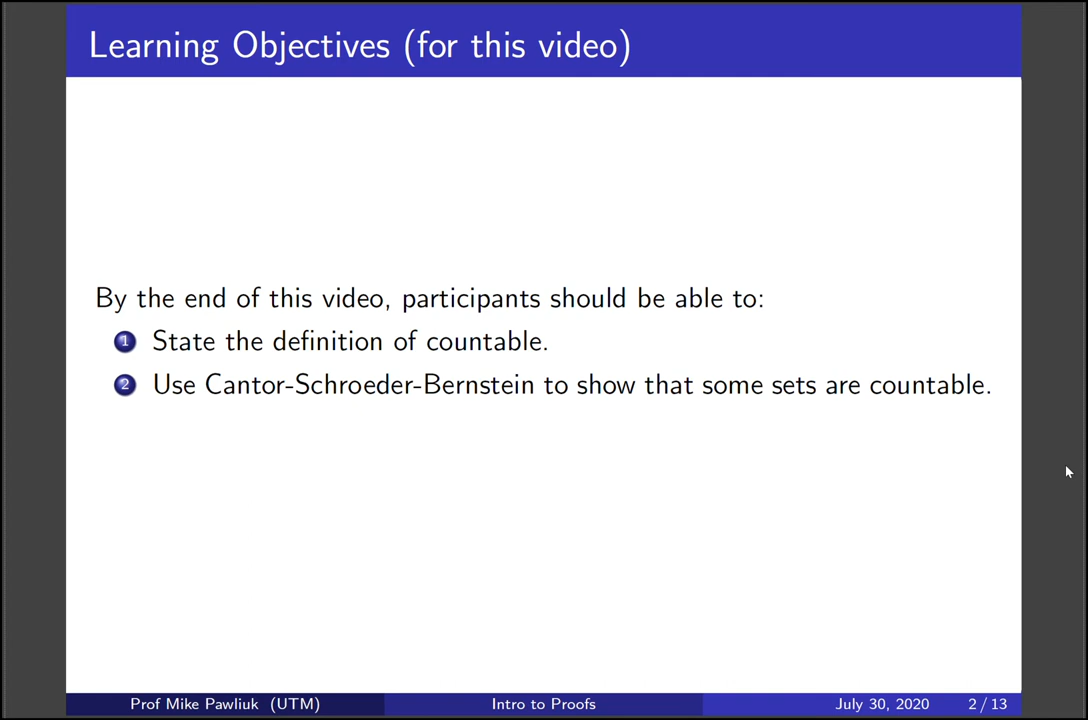 Learning Objectives (for this video)
By the end of this video, participants should be able to:
1 State the definition of countable.
2 Use Cantor-Schroeder-Bernstein to show that some sets are countable.
Prof Mike Pawliuk (UTM) Intro to Proofs July 30, 2020 2 / 13